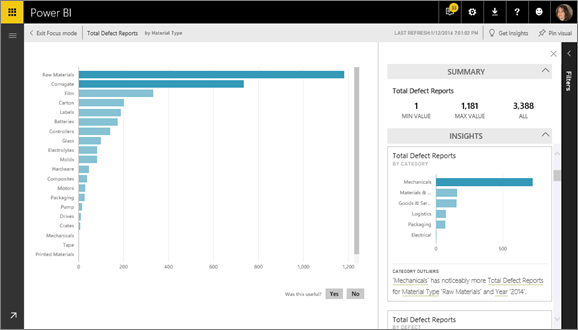 Power BI
33
Exit Focus mode
Total Defect Reports
by Material Type
LAST REFRESH:1/13/2016 7:01:03 PM
Get Insights
Pin visual
Raw Materials
Corrugate
Film
Carton
Labels
Batteries
Controllers
Glass
Electrolytes
Molds
Hardware
Composites
Motors
Packaging
Pump
Drives
Crates
Mechanicals
Tape
Printed Materials
0
200
400
600
800
1,000
1,200
Was this useful?
Yes
No
SUMMARY
Total Defect Reports
1
1,181
3,388
MIN VALUE
MAX VALUE
ALL
INSIGHTS
Total Defect Reports
BY CATEGORY
Mechanicals
Materials & ...
Goods & Ser...
Logistics
Packaging
Electrical
0
500
CATEGORY OUTLIERS
'Mechanicals' has noticeably more Total Defect Reports
for Material Type 'Raw Materials' and Year '2014'.
Total Defect Reports
BY DEFECT
Filters